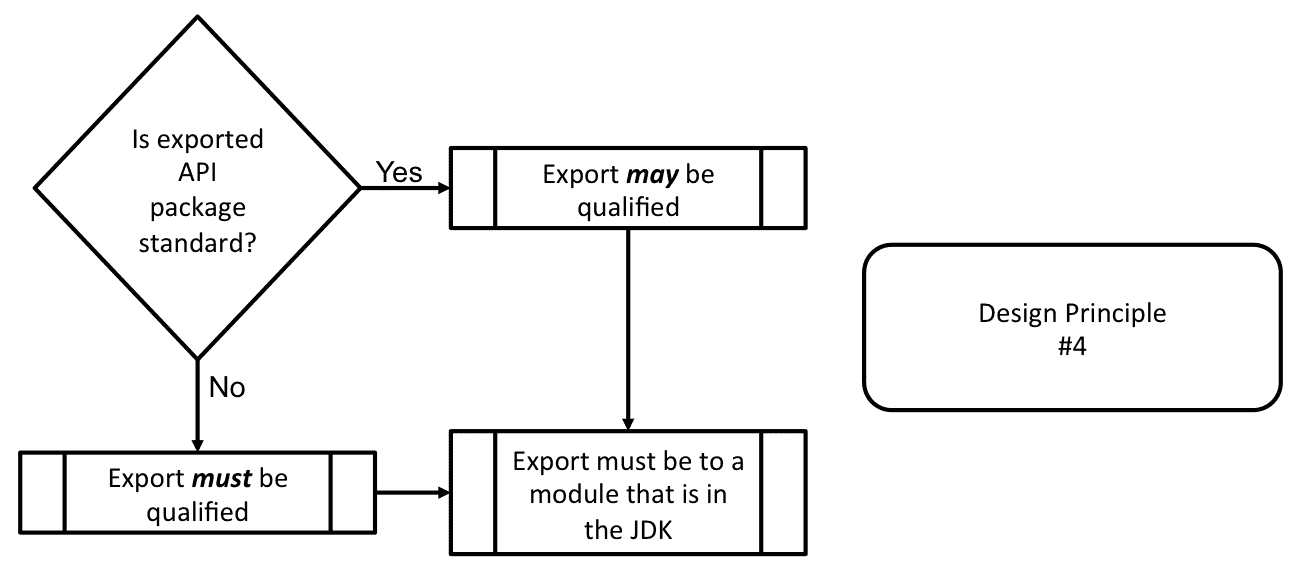 Is exported
API
package
standard?
Yes
Export may be
qualified
No
Export must be
qualified
Export must be to a
module that is in
the JDK
Design Principle
#4